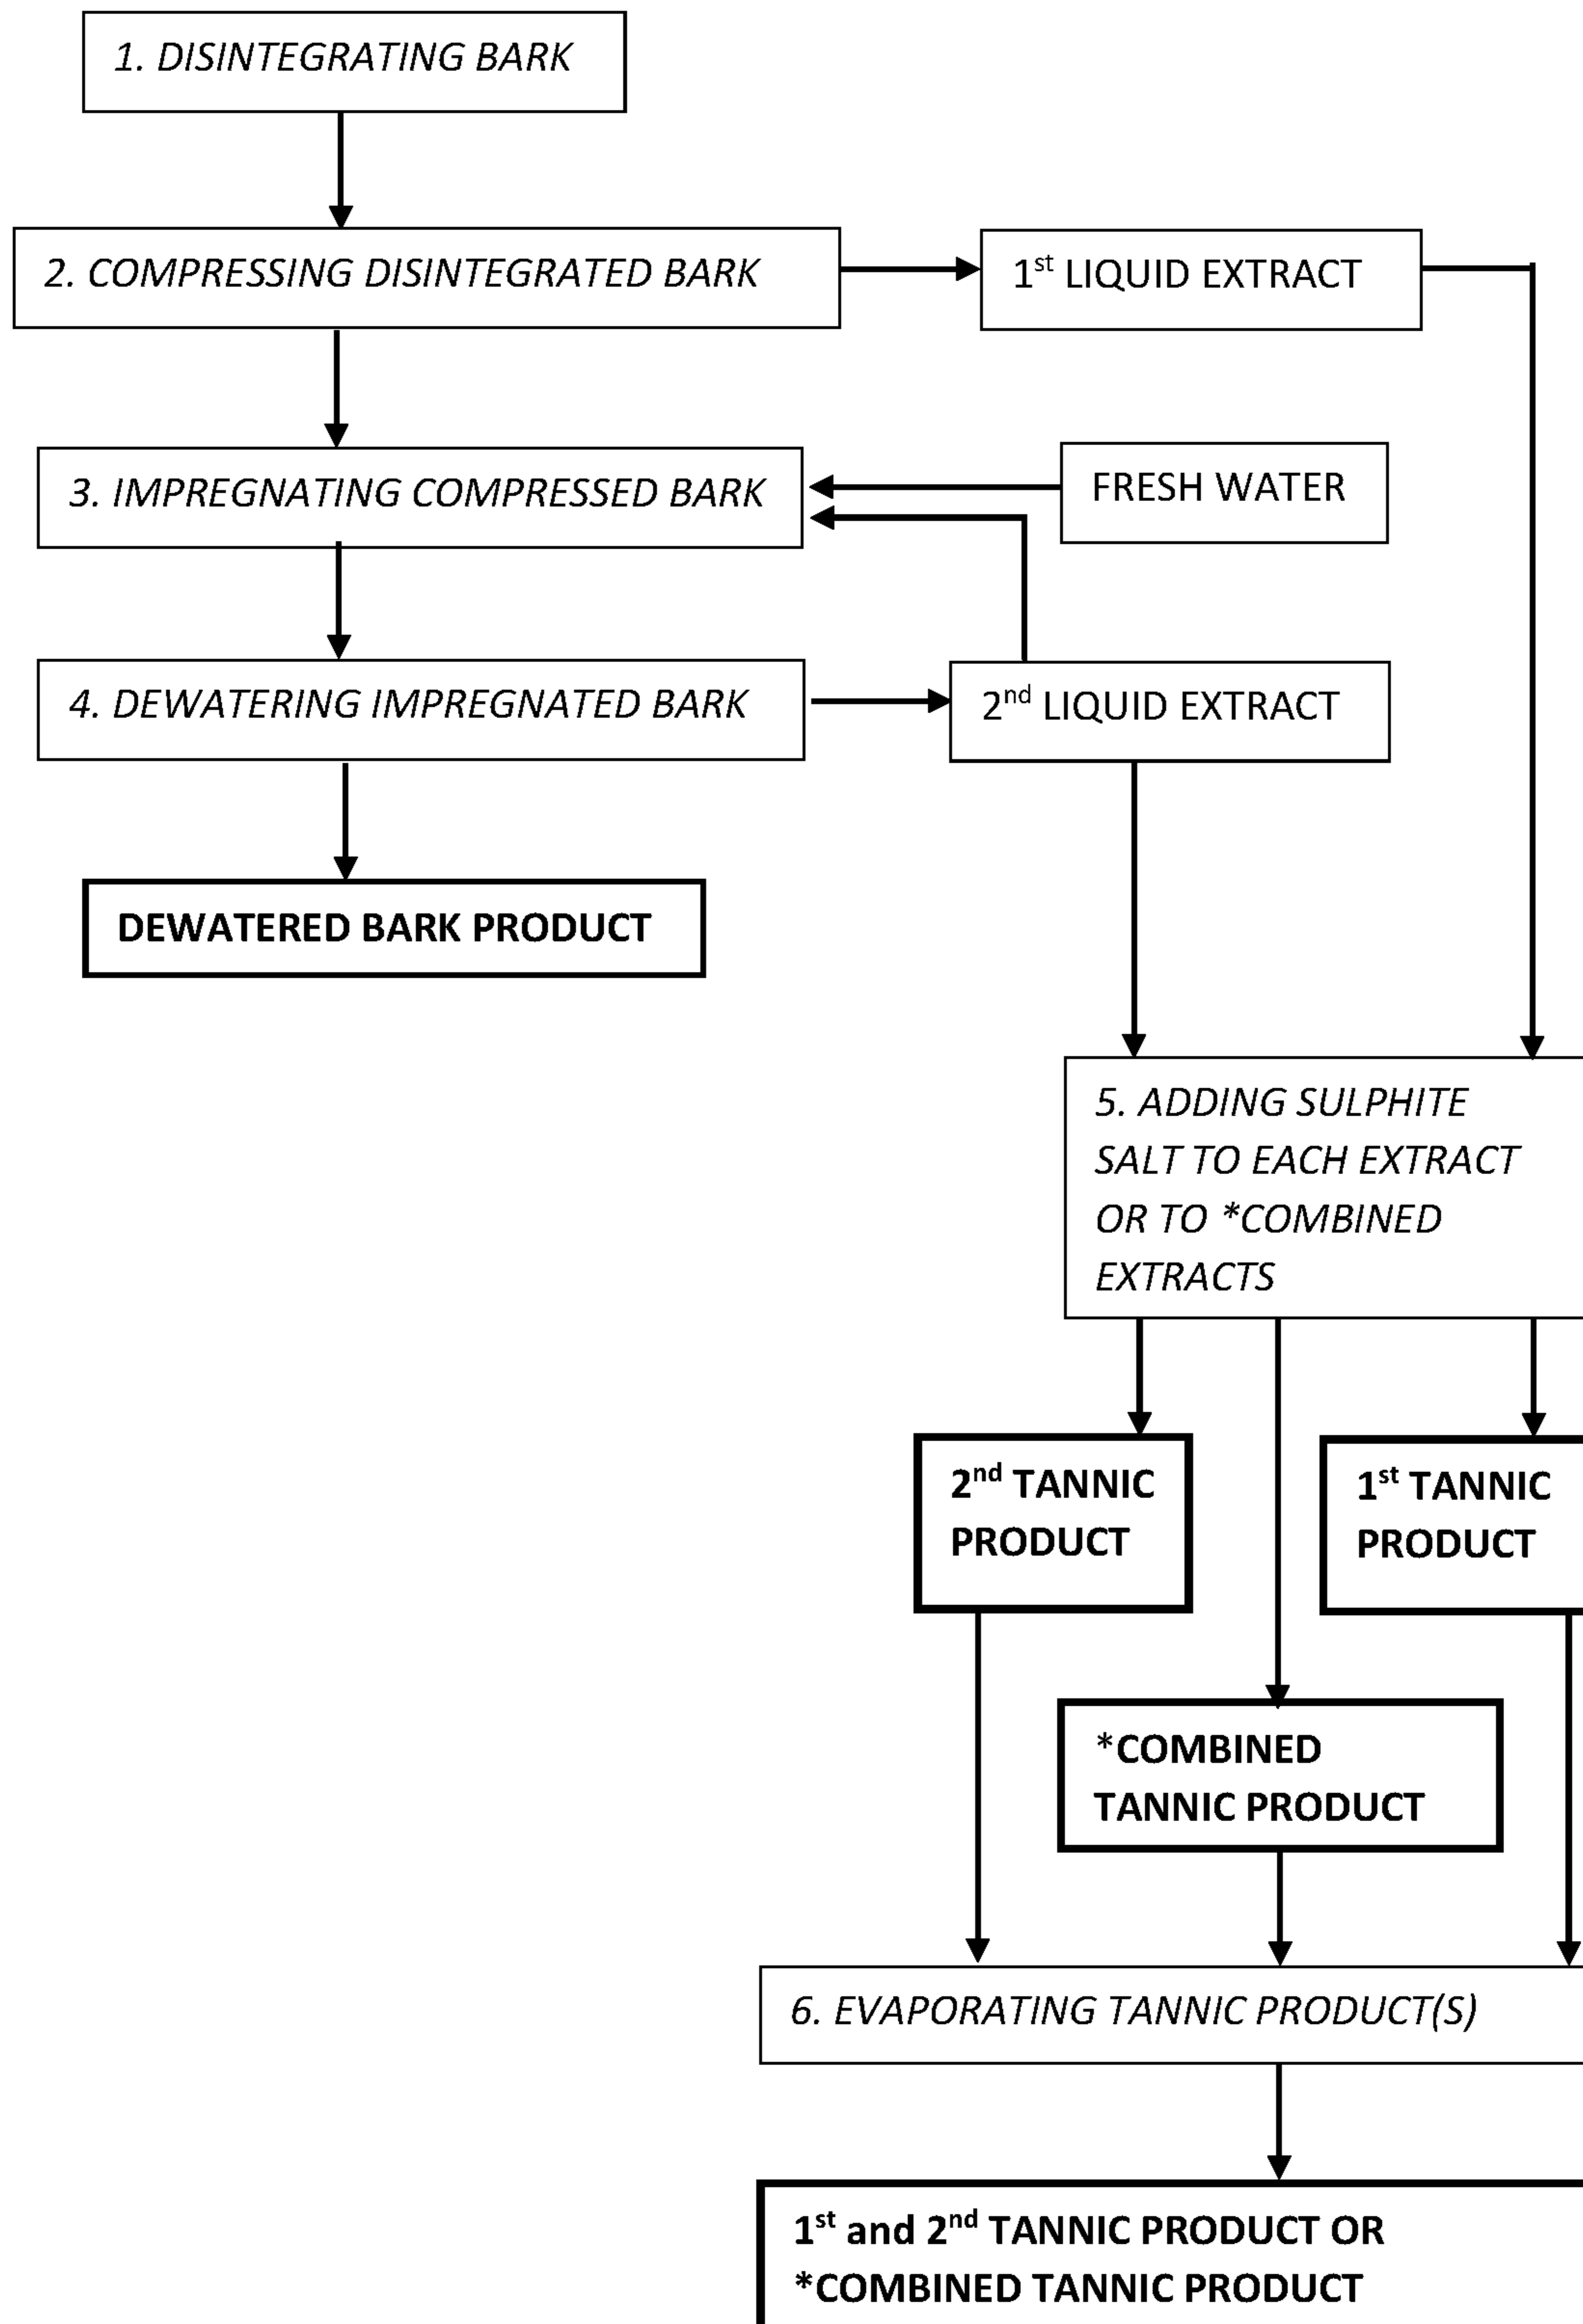 1. DISINTEGRATING BARK
2. COMPRESSING DISINTEGRATED BARK
1st LIQUID EXTRACT
3. IMPREGNATING COMPRESSED BARK
FRESH WATER
4. DEWATERING IMPREGNATED BARK
2nd LIQUID EXTRACT
DEWATERED BARK PRODUCT
5. ADDING SULPHITE
SALT TO EACH EXTRACT
OR TO *COMBINED
EXTRACTS
2nd TANNIC
PRODUCT
1st TANNIC
PRODUCT
*COMBINED
TANNIC PRODUCT
6. EVAPORATING TANNIC PRODUCT(S)
1st and 2nd TANNIC PRODUCT OR
*COMBINED TANNIC PRODUCT